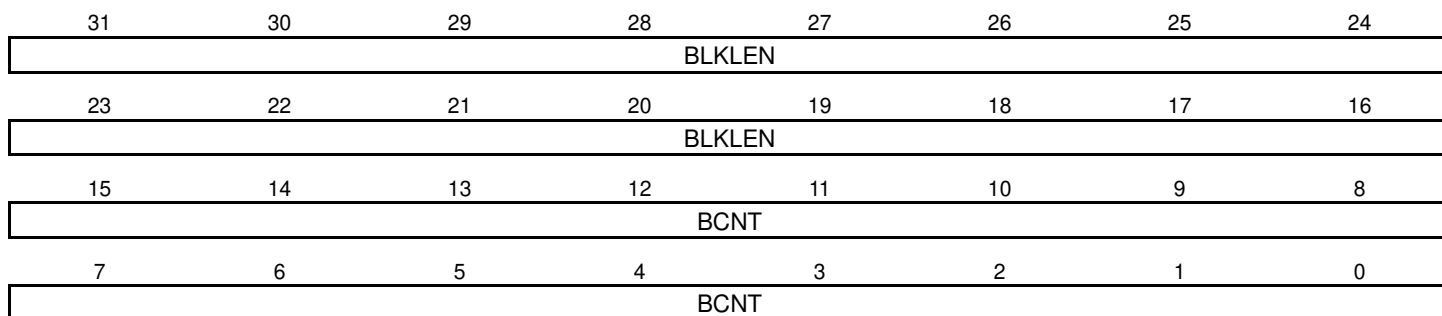 31 30 29 28 27 26 25 24
BLKLEN
23 22 21 20 19 18 17 16
BLKLEN
15 14 13 12 11 10 9 8
BCNT
7 6 5 4 3 2 1 0
BCNT